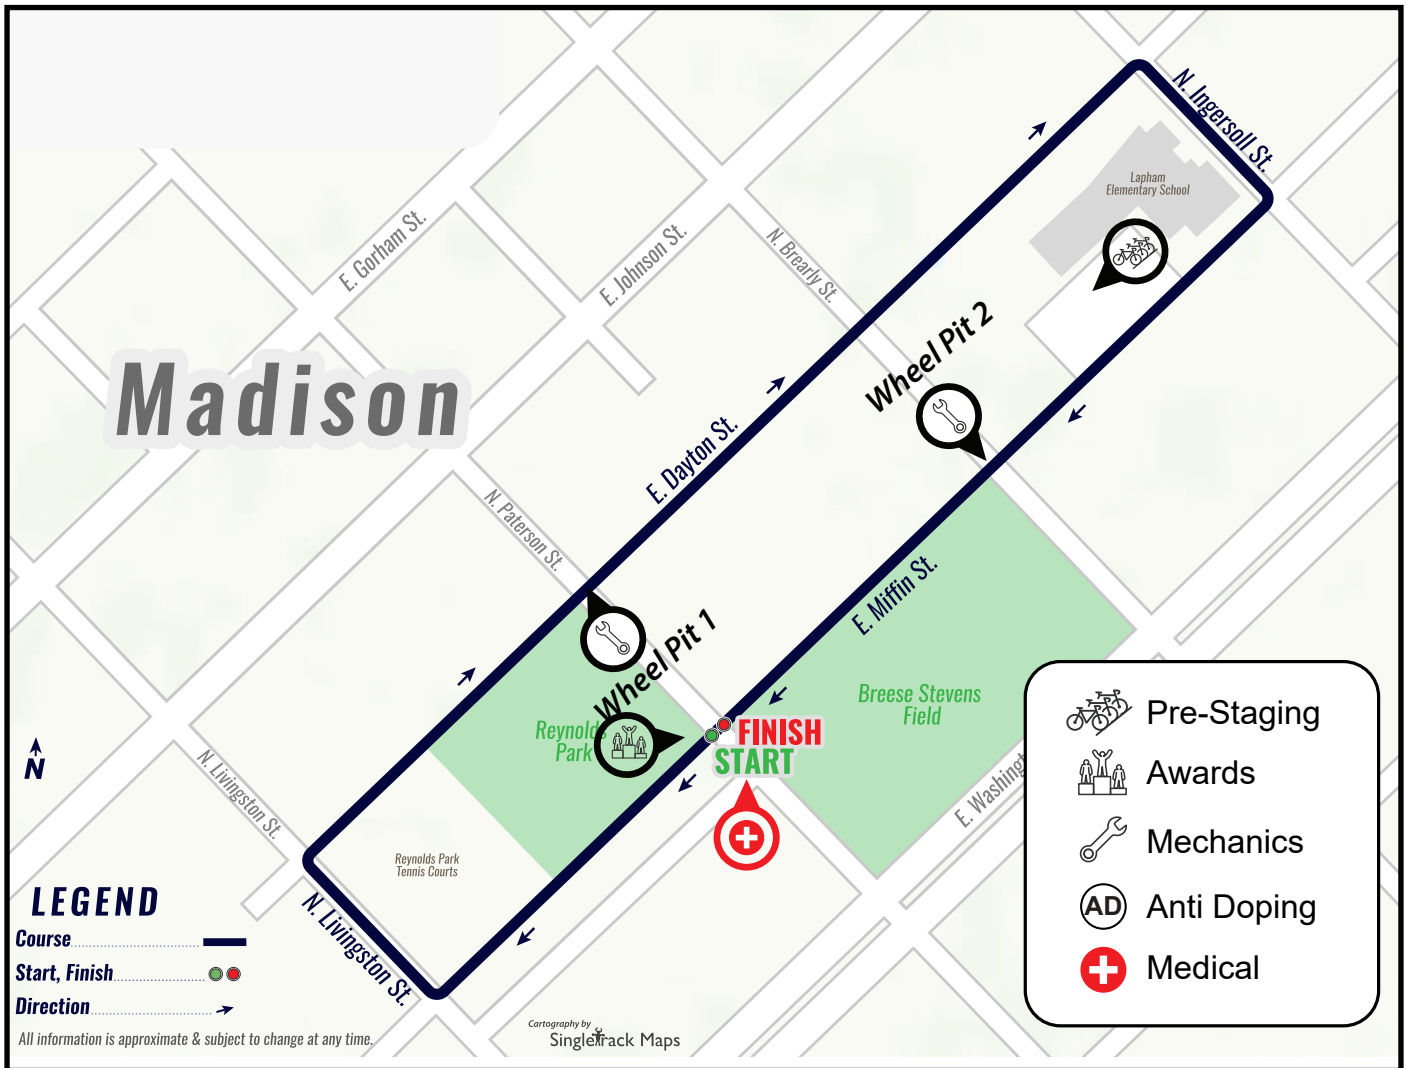 N. Ingersoll St.
Lapham
Elementary School
E. Gorham St.
E. Johnson St.
N. Brearly St.
Wheel Pit 2
Madison
E. Dayton St.
N. Paterson St.
E. Miffin St.
Wheel Pit 1
Reynolds
Park
Breese Stevens
Field
FINISH
START
E. Washingt
N
N. Livingston St.
Reynolds Park
Tennis Courts
N. Livingston St.
LEGEND
Course
Start, Finish
Direction
All information is approximate & subject to change at any time.
Cartography by
SingleTrack Maps
Pre-Staging
Awards
Mechanics
AD Anti Doping
Medical